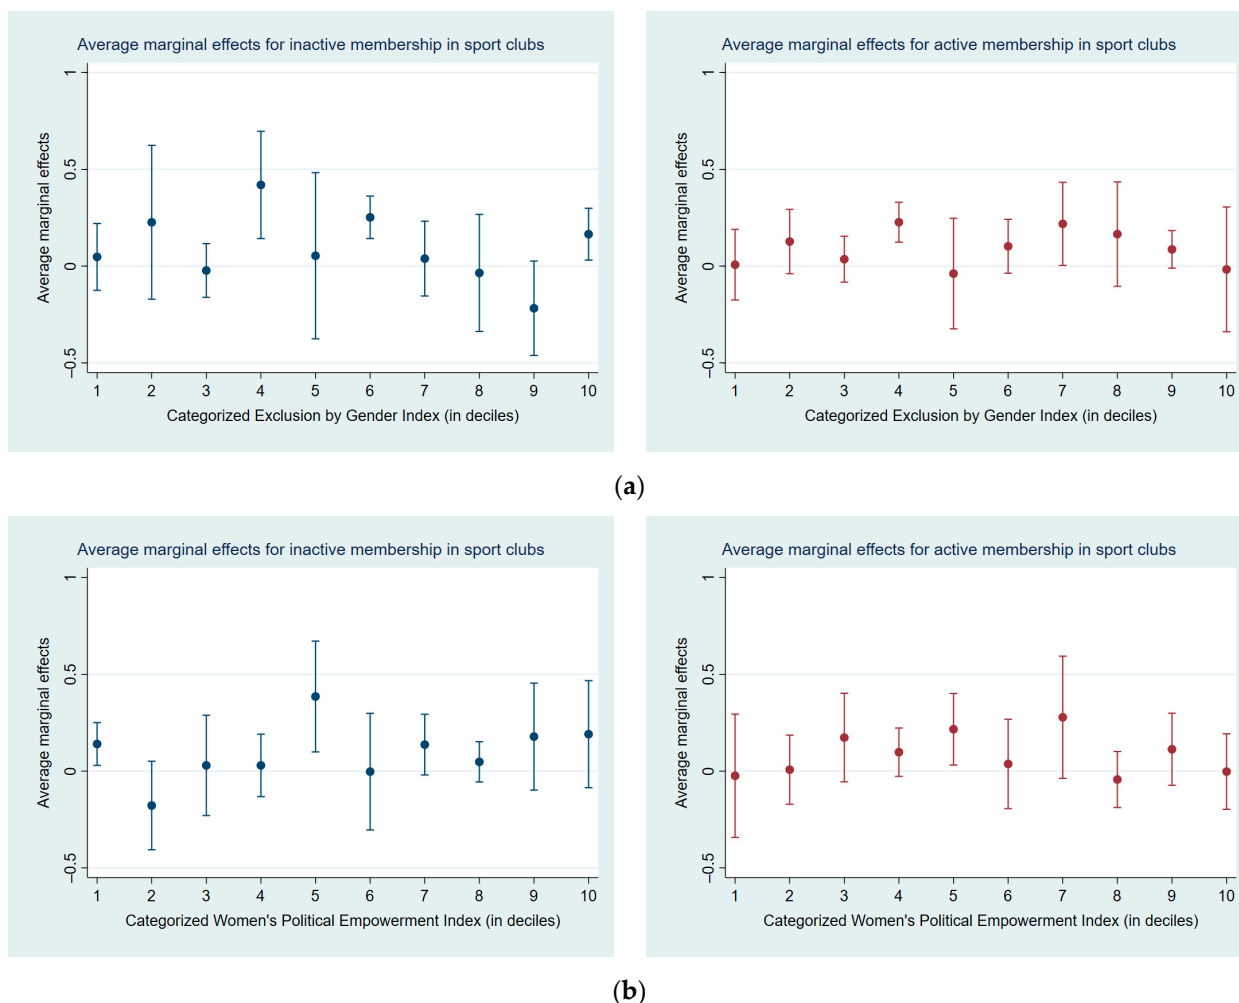 Average marginal effects for inactive membership in sport clubs
Average marginal effects
1
0.5
0
−0.5
1 2 3 4 5 6 7 8 9 10
Categorized Exclusion by Gender Index (in deciles)
Average marginal effects for active membership in sport clubs
Average marginal effects
1
0.5
0
−0.5
1 2 3 4 5 6 7 8 9 10
Categorized Exclusion by Gender Index (in deciles)
(a)
Average marginal effects for inactive membership in sport clubs
Average marginal effects
1
0.5
0
−0.5
1 2 3 4 5 6 7 8 9 10
Categorized Women's Political Empowerment Index (in deciles)
Average marginal effects for active membership in sport clubs
Average marginal effects
1
0.5
0
−0.5
1 2 3 4 5 6 7 8 9 10
Categorized Women's Political Empowerment Index (in deciles)
(b)